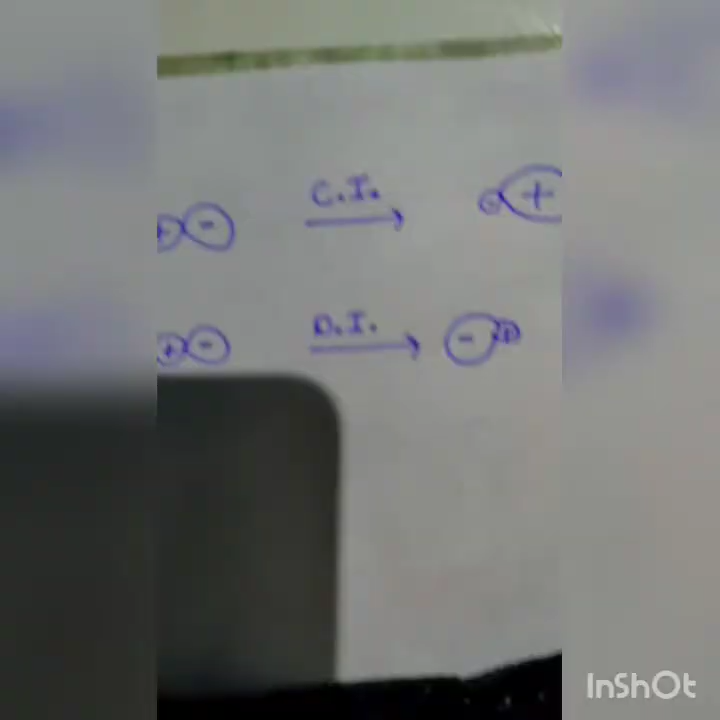 + - C.I. - +
+ - D.I. - +
InShOt